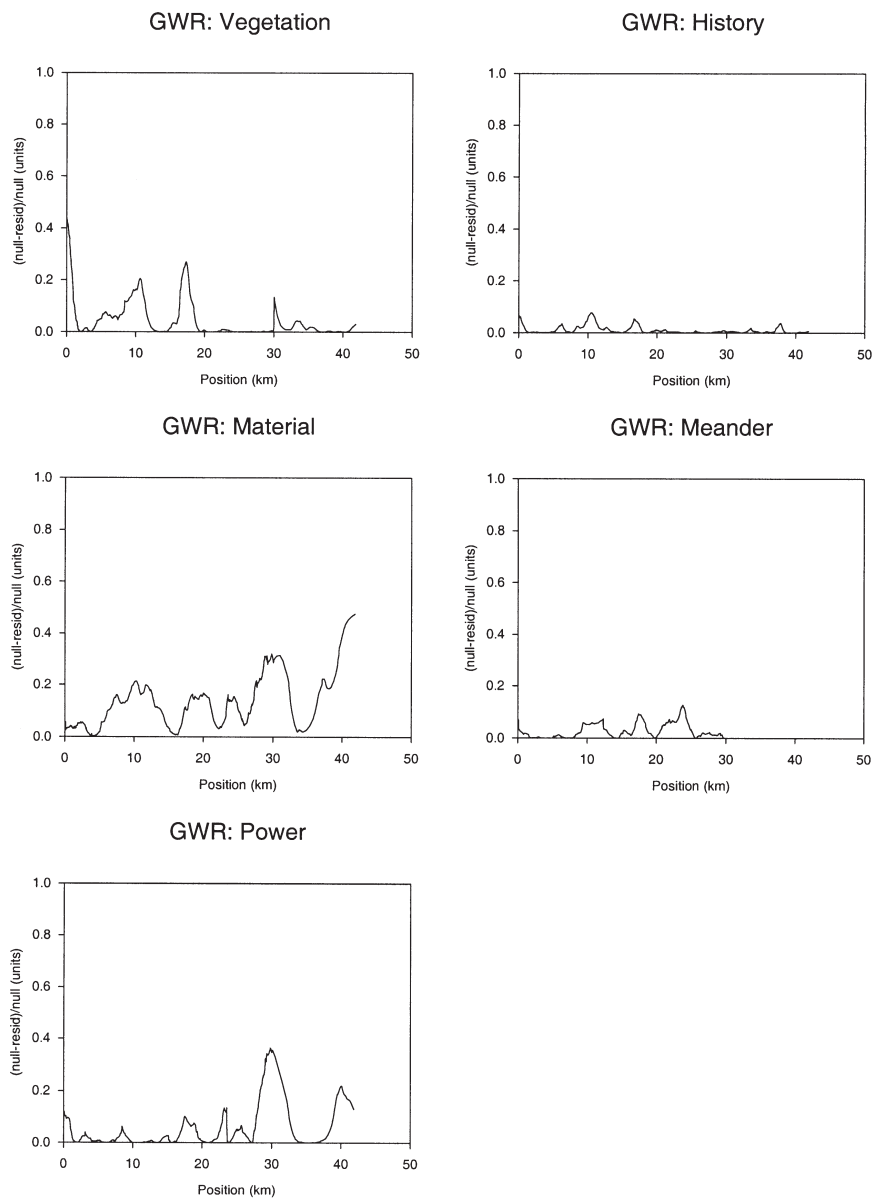 GWR: Vegetation
1.0
0.8
0.6
0.4
0.2
0.0
(null-resid)/null (units)
0 10 20 30 40 50
Position (km)
GWR: History
1.0
0.8
0.6
0.4
0.2
0.0
(null-resid)/null (units)
0 10 20 30 40 50
Position (km)
GWR: Material
1.0
0.8
0.6
0.4
0.2
0.0
(null-resid)/null (units)
0 10 20 30 40 50
Position (km)
GWR: Meander
1.0
0.8
0.6
0.4
0.2
0.0
(null-resid)/null (units)
0 10 20 30 40 50
Position (km)
GWR: Power
1.0
0.8
0.6
0.4
0.2
0.0
(null-resid)/null (units)
0 10 20 30 40 50
Position (km)